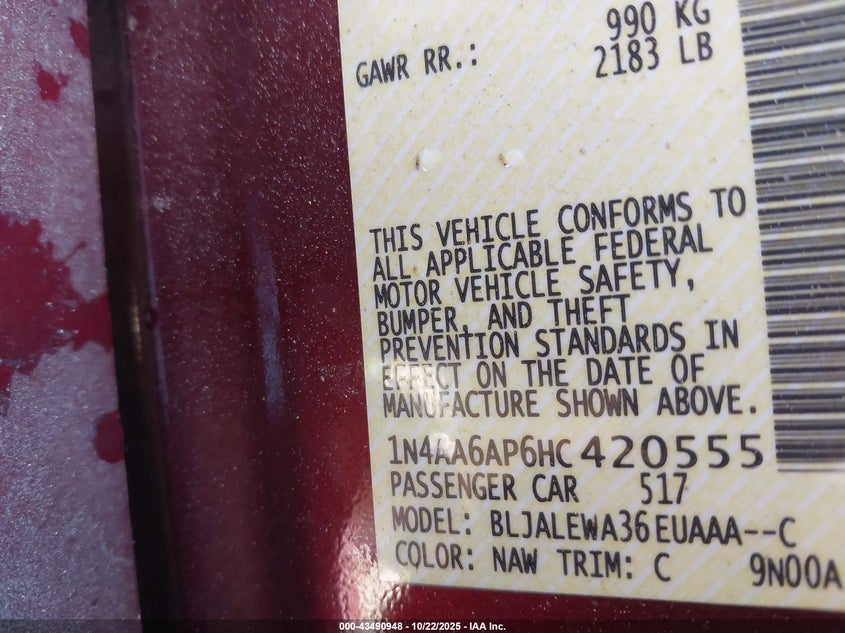 990 KG
GAWR RR.: 2183 LB
THIS VEHICLE CONFORMS TO
ALL APPLICABLE FEDERAL
MOTOR VEHICLE SAFETY,
BUMPER, AND THEFT
PREVENTION STANDARDS IN
EFFECT ON THE DATE OF
MANUFACTURE SHOWN ABOVE.
1N4AA6AP6HC420555
PASSENGER CAR 517
MODEL: BLJALEWA36EUAAA--C
COLOR: NAW TRIM: C 9N00A
000-43490948 - 10/22/2025 - IAA Inc.